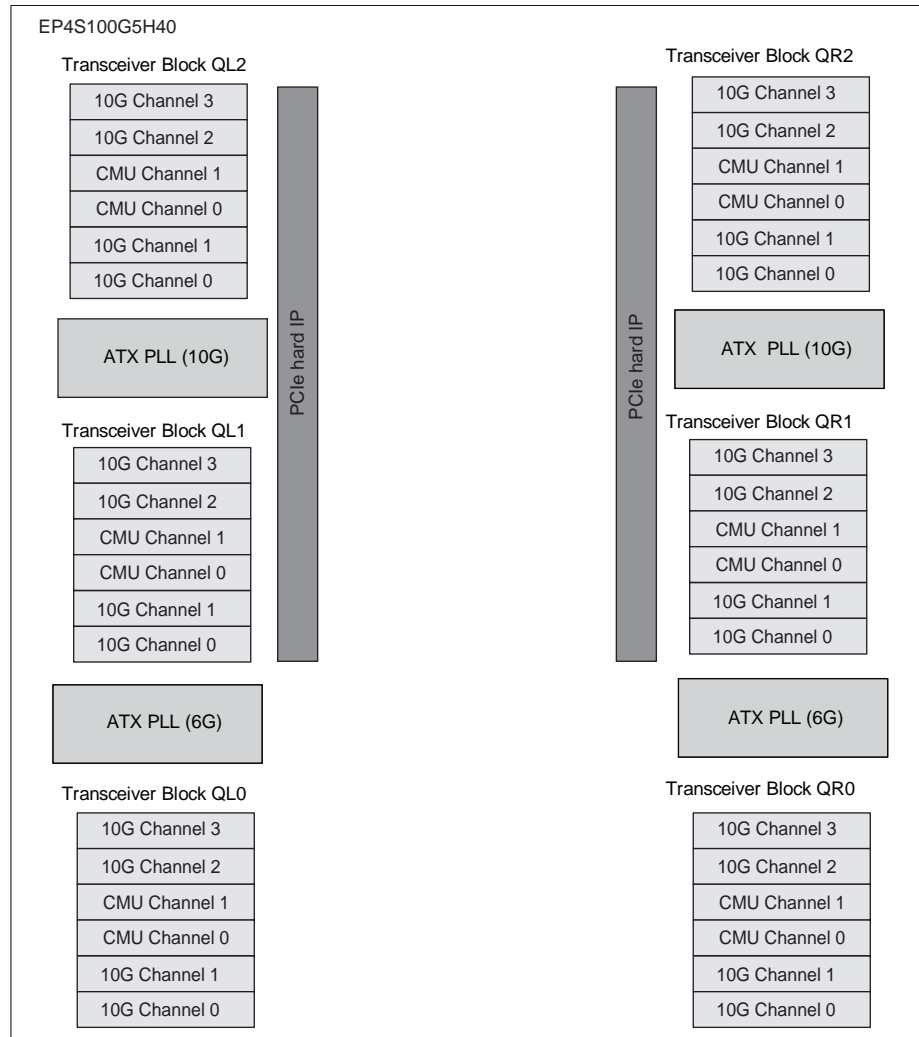 EP4S100G5H40
Transceiver Block QL2
10G Channel 3
10G Channel 2
CMU Channel 1
CMU Channel 0
10G Channel 1
10G Channel 0
ATX PLL (10G)
Transceiver Block QL1
10G Channel 3
10G Channel 2
CMU Channel 1
CMU Channel 0
10G Channel 1
10G Channel 0
ATX PLL (6G)
Transceiver Block QL0
10G Channel 3
10G Channel 2
CMU Channel 1
CMU Channel 0
10G Channel 1
10G Channel 0
PCIe hard IP
PCIe hard IP
Transceiver Block QR2
10G Channel 3
10G Channel 2
CMU Channel 1
CMU Channel 0
10G Channel 1
10G Channel 0
ATX PLL (10G)
Transceiver Block QR1
10G Channel 3
10G Channel 2
CMU Channel 1
CMU Channel 0
10G Channel 1
10G Channel 0
ATX PLL (6G)
Transceiver Block QR0
10G Channel 3
10G Channel 2
CMU Channel 1
CMU Channel 0
10G Channel 1
10G Channel 0